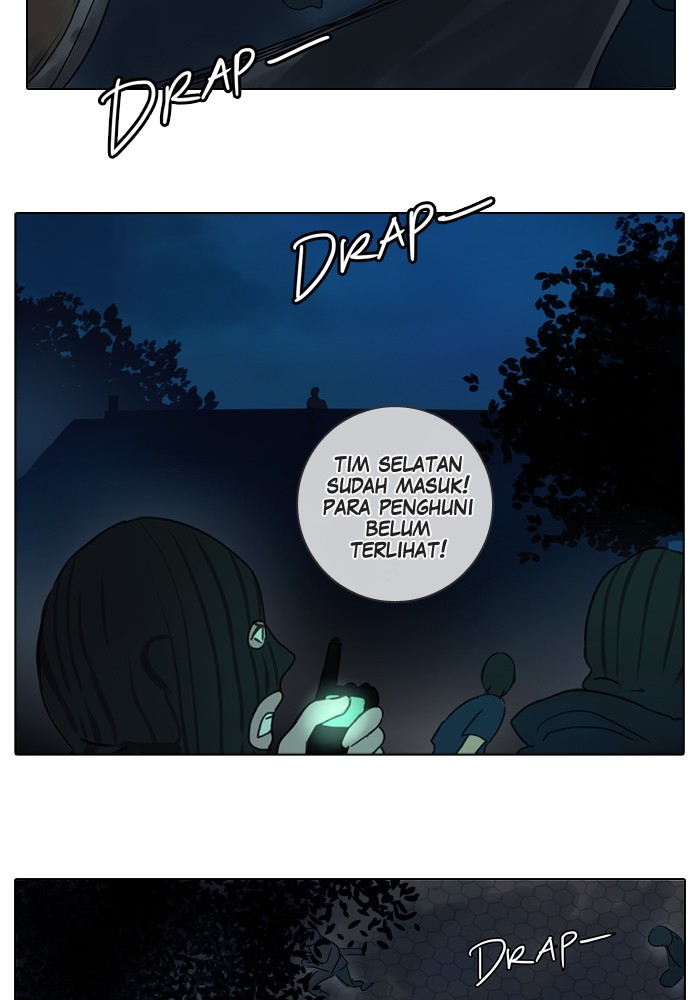 DRAP—
DRAP—
TIM SELATAN
SUDAH MASUK!
PARA PENGHUNI
BELUM
TERLIHAT!
DRAP—